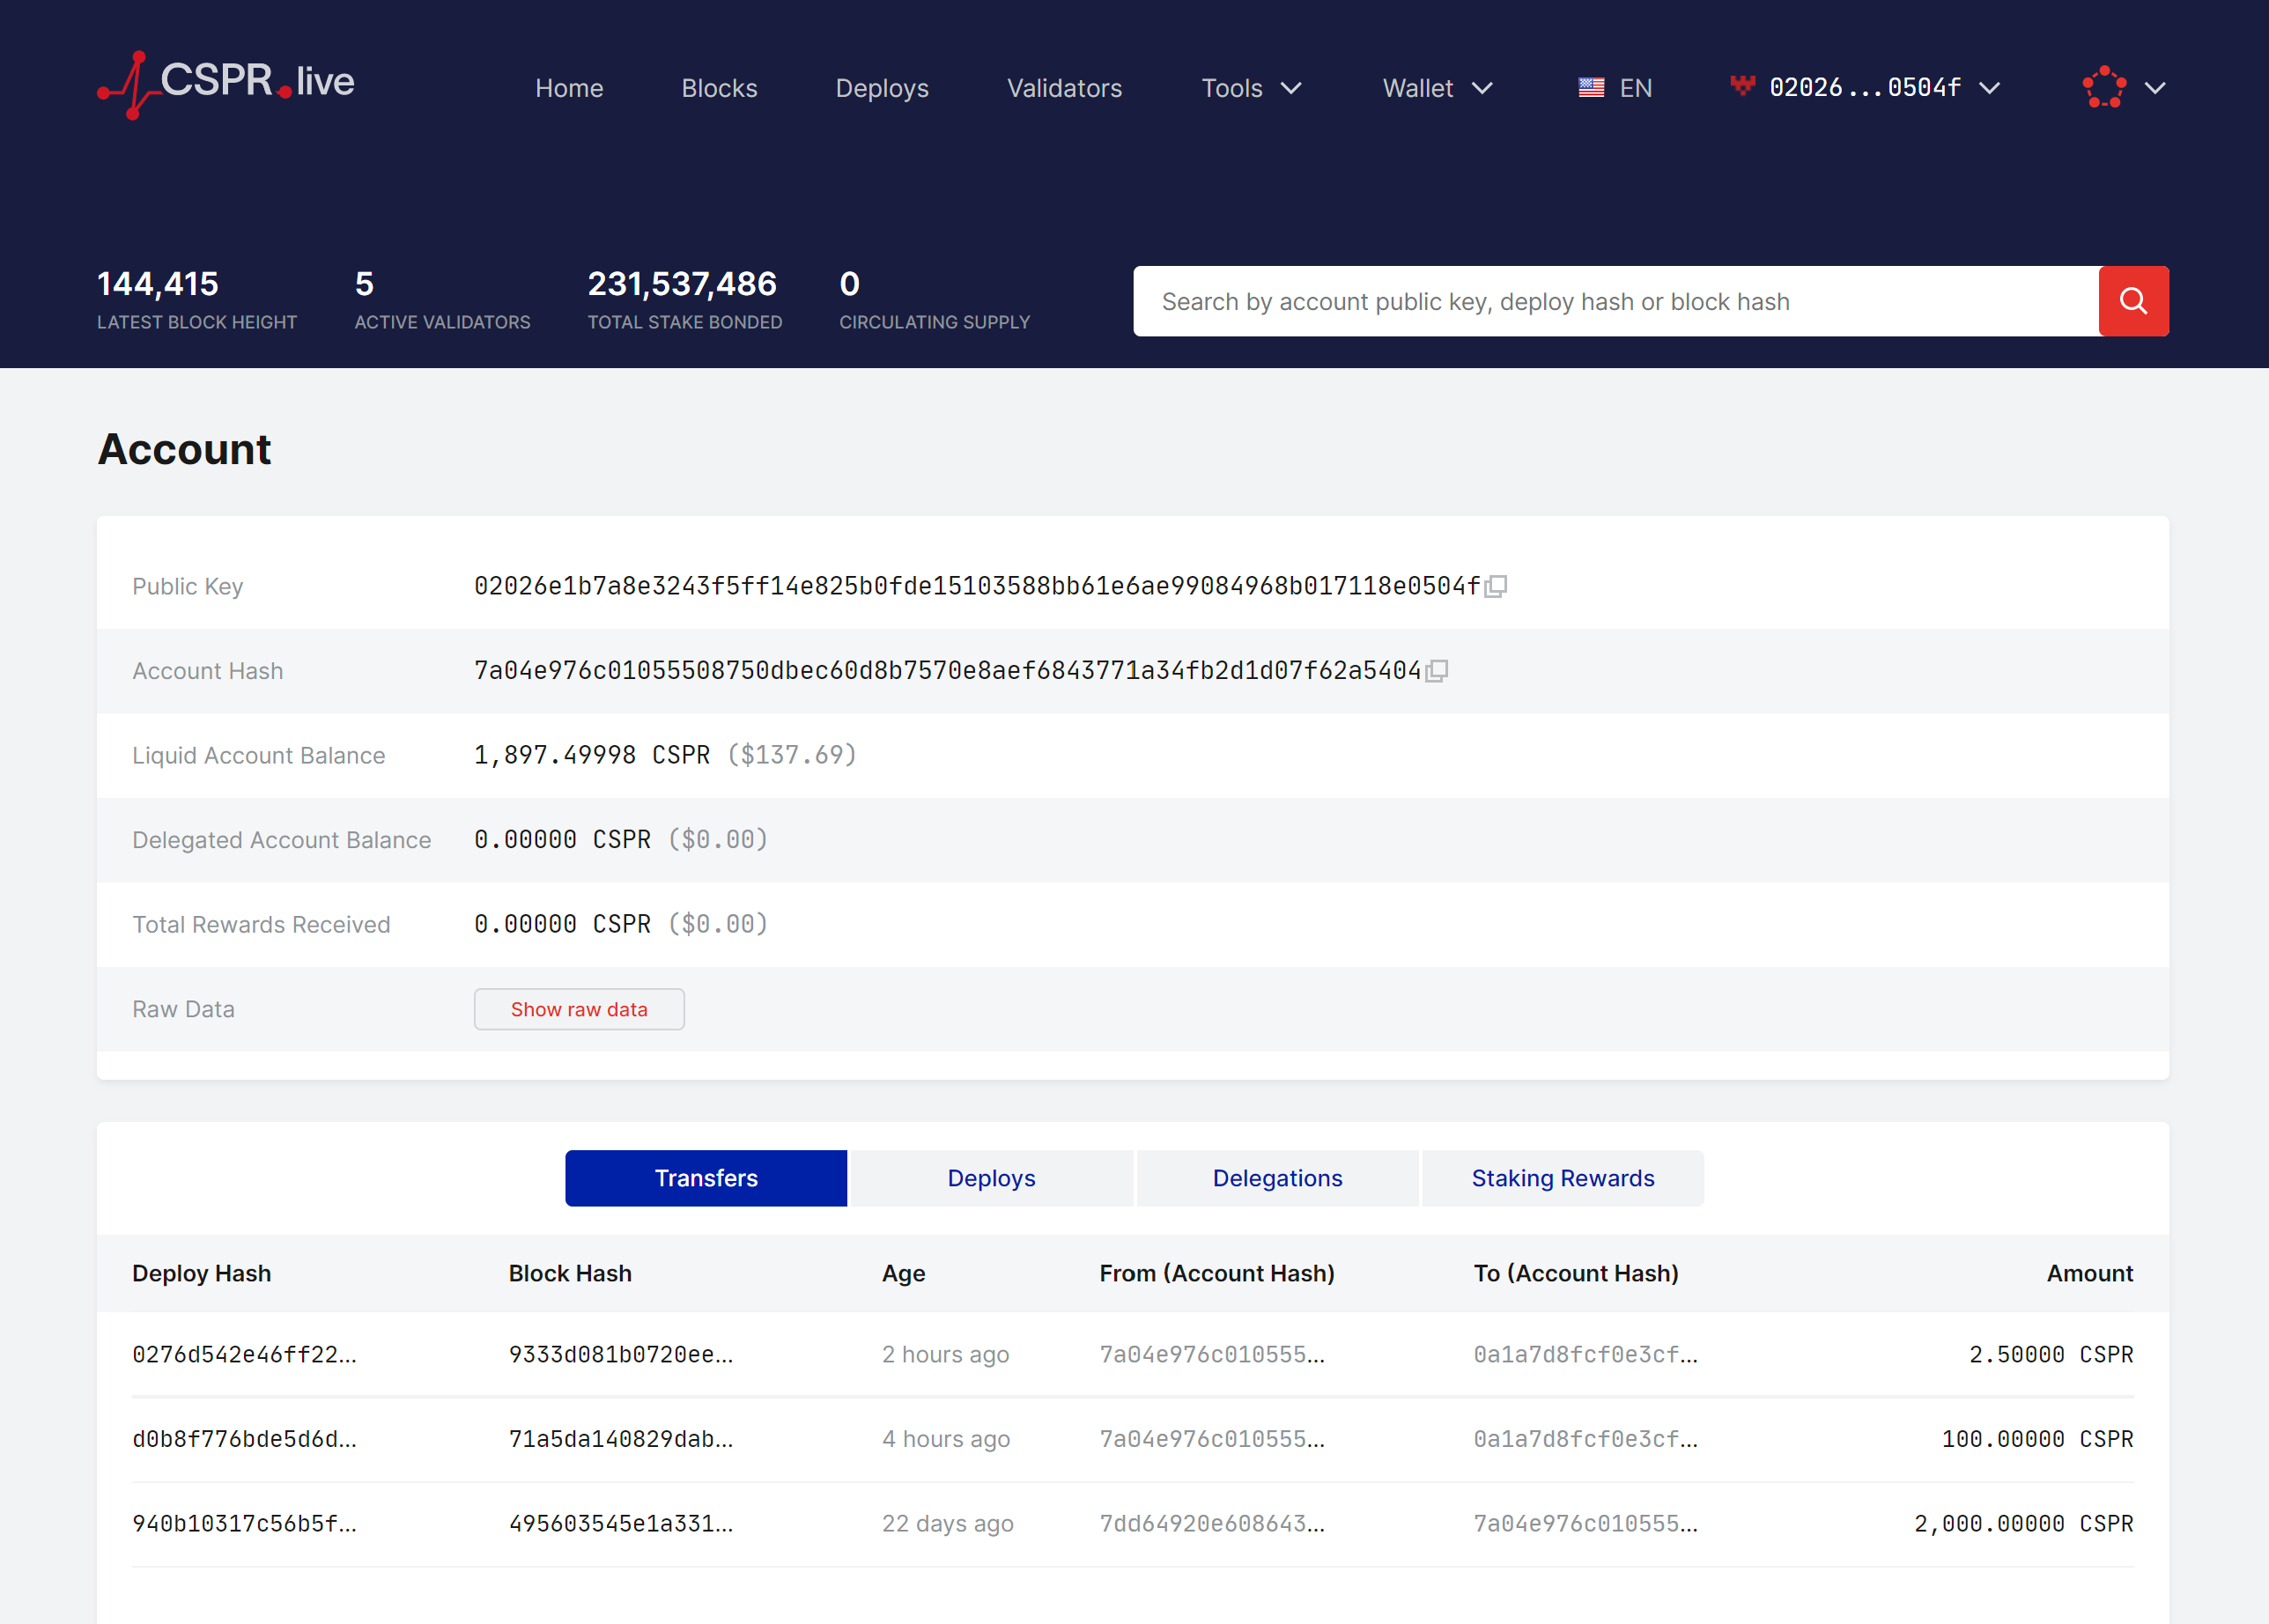 CSPR.live
Home Blocks Deploys Validators Tools Wallet EN 02026...0504f
144,415 5 231,537,486 0
LATEST BLOCK HEIGHT ACTIVE VALIDATORS TOTAL STAKE BONDED CIRCULATING SUPPLY
Search by account public key, deploy hash or block hash
Account
Public Key 02026e1b7a8e3243f5ff14e825b0fde15103588bb61e6ae99084968b017118e0504f
Account Hash 7a04e976c01055508750dbec60d8b7570e8aef6843771a34fb2d1d07f62a5404
Liquid Account Balance 1,897.49998 CSPR ($137.69)
Delegated Account Balance 0.00000 CSPR ($0.00)
Total Rewards Received 0.00000 CSPR ($0.00)
Raw Data Show raw data
Transfers Deploys Delegations Staking Rewards
Deploy Hash Block Hash Age From (Account Hash) To (Account Hash) Amount
0276d542e46ff22... 9333d081b0720ee... 2 hours ago 7a04e976c010555... 0a1a7d8fcf0e3cf... 2.50000 CSPR
d0b8f776bde5d6d... 71a5da140829dab... 4 hours ago 7a04e976c010555... 0a1a7d8fcf0e3cf... 100.00000 CSPR
940b10317c56b5f... 495603545e1a331... 22 days ago 7dd64920e608643... 7a04e976c010555... 2,000.00000 CSPR